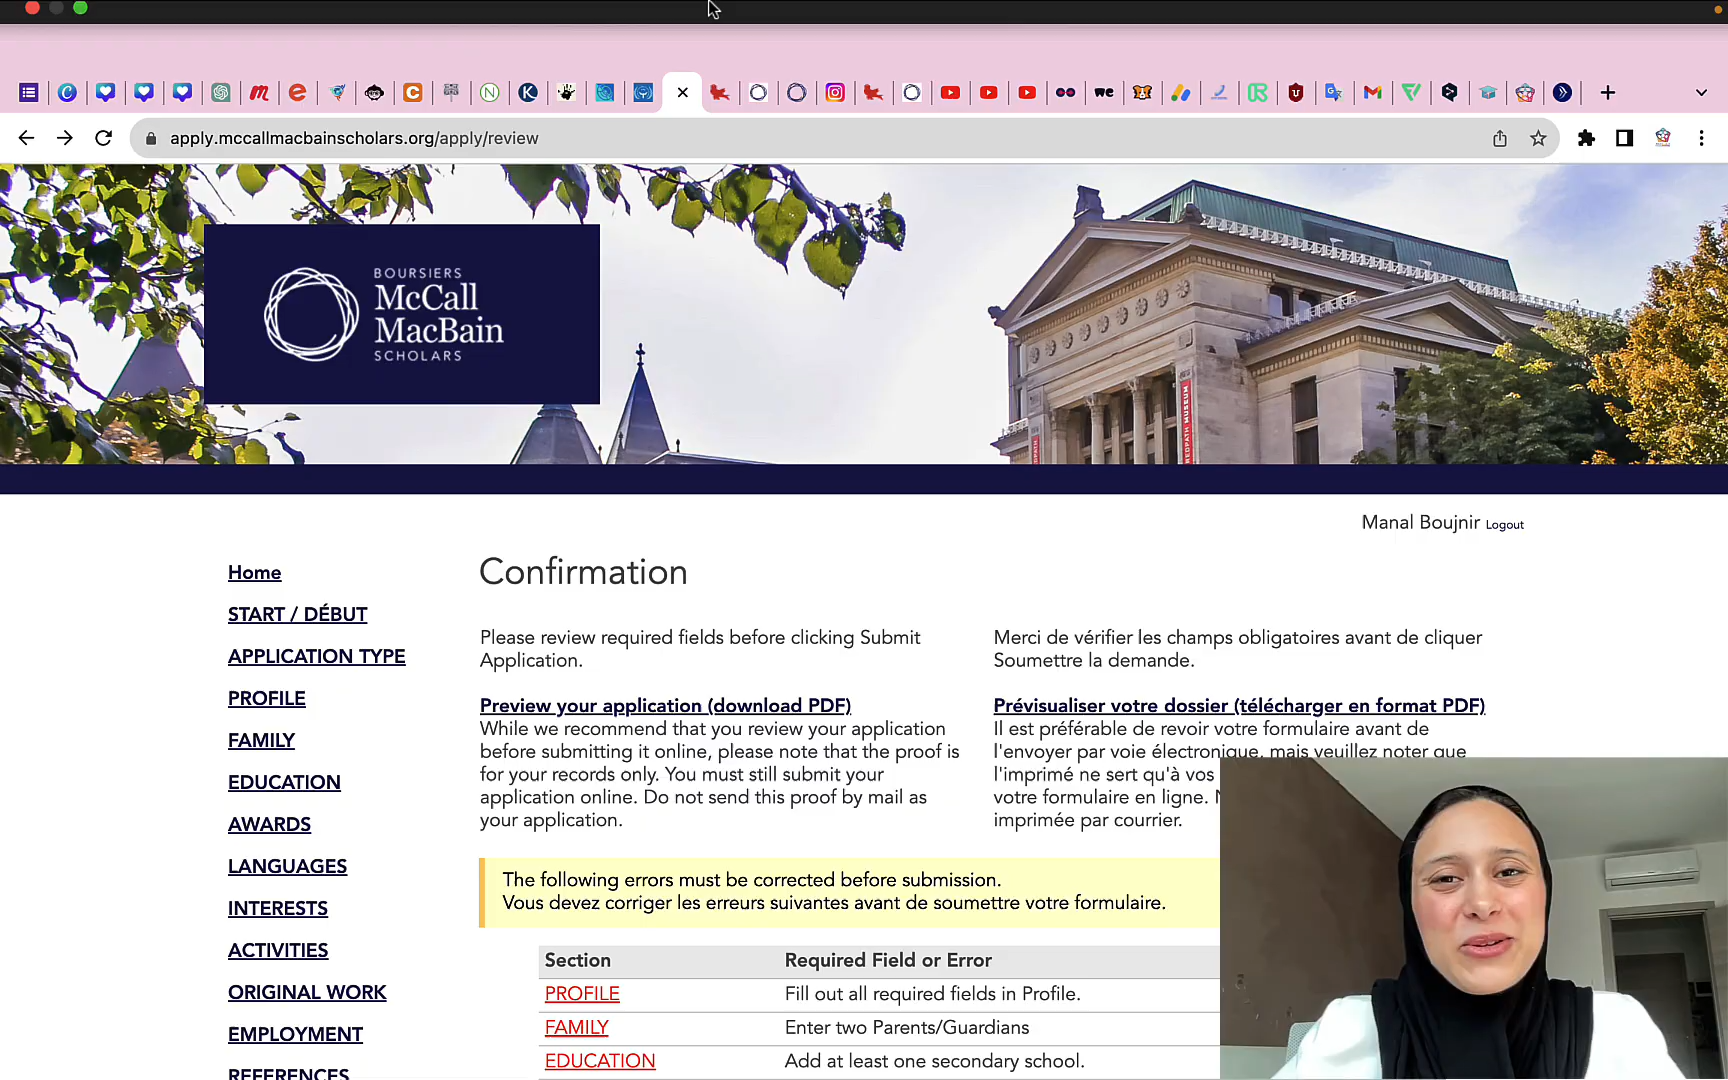 apply.mccallmacbainscholars.org/apply/review
BOURSIERS
McCall
MacBain
SCHOLARS
REDPATH MUSEUM
Manal Boujnir Logout
Home
START / DÉBUT
APPLICATION TYPE
PROFILE
FAMILY
EDUCATION
AWARDS
LANGUAGES
INTERESTS
ACTIVITIES
ORIGINAL WORK
EMPLOYMENT
REFERENCES
Confirmation
Please review required fields before clicking Submit
Application.
Preview your application (download PDF)
While we recommend that you review your application
before submitting it online, please note that the proof is
for your records only. You must still submit your
application online. Do not send this proof by mail as
your application.
Merci de vérifier les champs obligatoires avant de cliquer
Soumettre la demande.
Prévisualiser votre dossier (télécharger en format PDF)
Il est préférable de revoir votre formulaire avant de
l'envoyer par voie électronique, mais veuillez noter que
l'imprimé ne sert qu'à vos
votre formulaire en ligne.
imprimée par courrier.
The following errors must be corrected before submission.
Vous devez corriger les erreurs suivantes avant de soumettre votre formulaire.
Section Required Field or Error
PROFILE Fill out all required fields in Profile.
FAMILY Enter two Parents/Guardians
EDUCATION Add at least one secondary school.